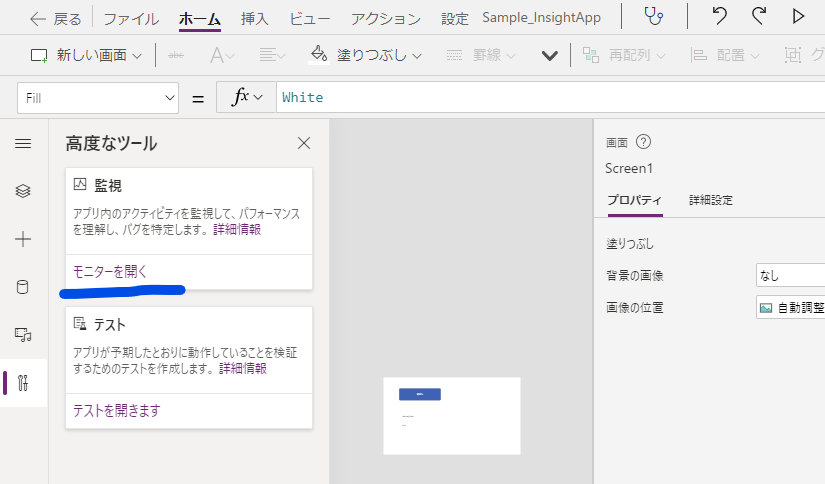 戻る ファイル ホーム 挿入 ビュー アクション 設定 Sample_InsightApp
新しい画面 abc A 塗りつぶし 罫線 再配列 配置 グ
Fill = fx White
高度なツール
監視
アプリ内のアクティビティを監視して、パフォーマンス
を理解し、バグを特定します。 詳細情報
モニターを開く
テスト
アプリが予期したとおりに動作していることを検証
するためのテストを作成します。 詳細情報
テストを開きます
画面
Screen1
プロパティ 詳細設定
塗りつぶし
背景の画像 なし
画像の位置 自動調整